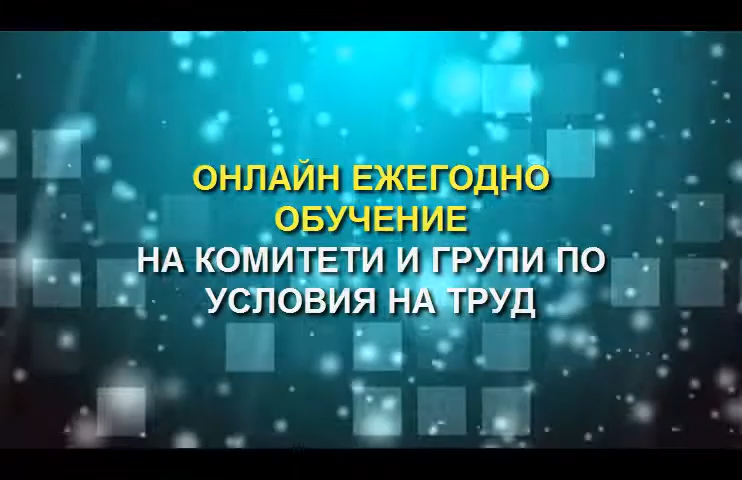 ОНЛАЙН ЕЖЕГОДНО
ОБУЧЕНИЕ
НА КОМИТЕТИ И ГРУПИ ПО
УСЛОВИЯ НА ТРУД